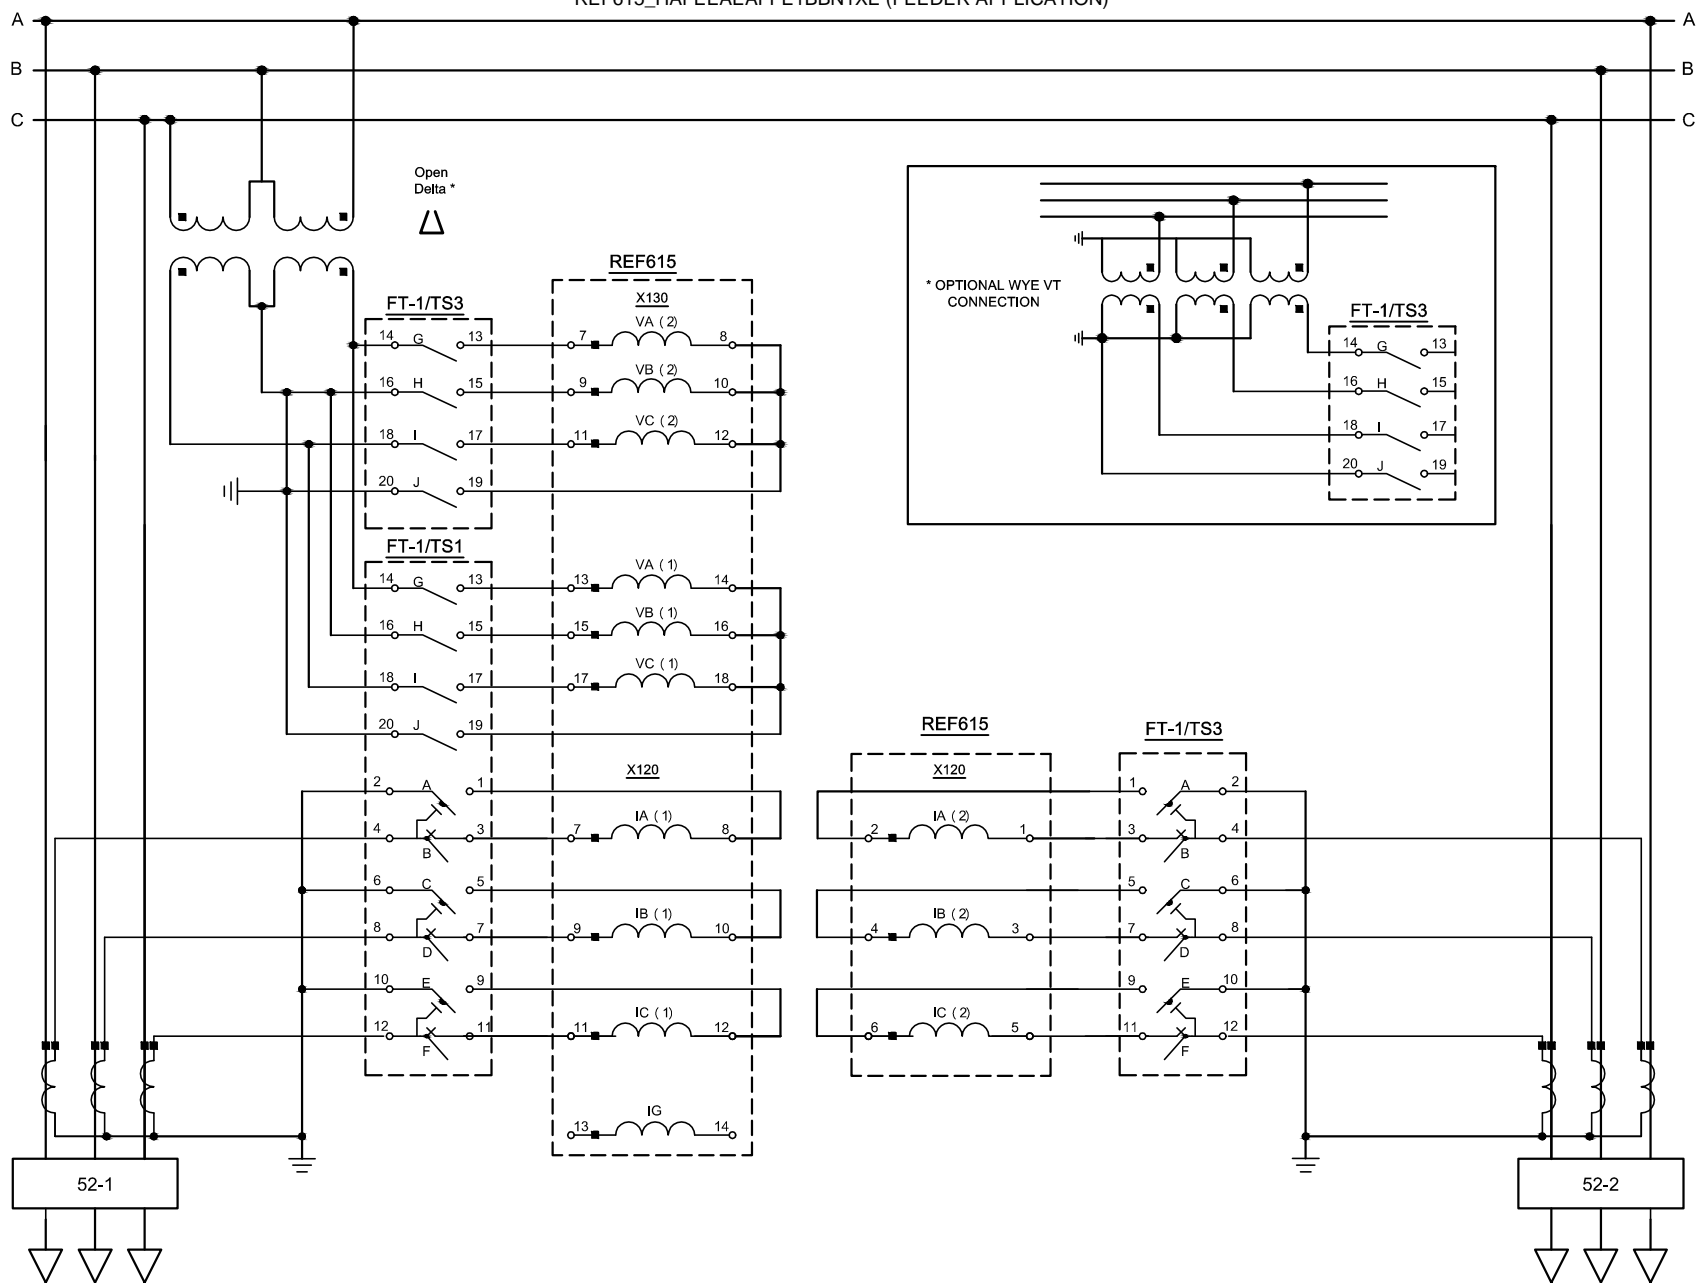 A A
B B
C C
Open
Delta *
REF615
X130
FT-1/TS3
VA ( 2)
14 G 13 7 8
VB ( 2)
16 H 15 9 10
VC ( 2)
18 I 17 11 12
20 J 19
* OPTIONAL WYE VT
CONNECTION
FT-1/TS3
14 G 13
16 H 15
18 I 17
20 J 19
FT-1/TS1
VA ( 1)
14 G 13 13 14
VB ( 1)
16 H 15 15 16
VC ( 1)
18 I 17 17 18
20 J 19
X120
2 A 1
IA ( 1)
4 3 7 8
B
6 C 5
IB ( 1)
8 7 9 10
D
10 E 9
IC ( 1)
12 11 11 12
F
IG
13 14
REF615
FT-1/TS3
X120
1 A 2
IA ( 2)
2 1 3 4
B
5 C 6
IB ( 2)
4 3 7 8
D
9 E 10
IC ( 2)
6 5 11 12
F
52-1
52-2